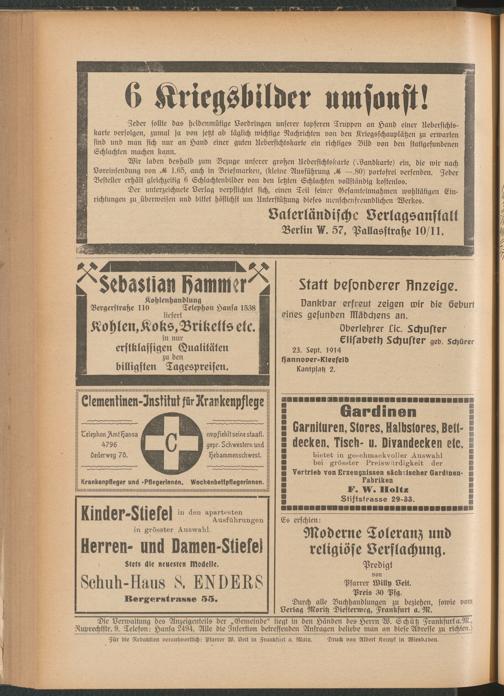 6 Kriegsbilder umsonst!
Jeder sollte das heldenmütige Vordringen unserer tapferen Truppen an Hand einer Uebersichts-
karte verfolgen, zumal ja von jetzt ab täglich wichtige Nachrichten von den Kriegsschauplätzen zu erwarten
sind und man sich nur an Hand einer guten Uebersichtskarte ein richtiges Bild von den stattgefundenen
Schlachten machen kann.
Wir laden deshalb zum Bezuge unserer großen Uebersichtskarte (Wandkarte) ein, die wir nach
Voreinsendung von ℳ 1.65, auch in Briefmarken, (kleine Ausführung ℳ —.80) portofrei versenden. Jeder
Besteller erhält gleichzeitig 6 Schlachtenbilder von den letzten Schlachten vollständig kostenlos.
Der unterzeichnete Verlag verpflichtet sich, einen Teil seiner Gesamteinnahmen wohltätigen Ein-
richtungen zu überweisen und bittet höflichst um Unterstützung dieses menschenfreundlichen Werkes.
Vaterländische Verlagsanstalt
Berlin W. 57, Pallasstraße 10/11.
Sebastian Hammer
Kohlenhandlung
Bergerstraße 110 Telephon Hansa 1538
liefert
Kohlen, Koks, Briketts etc.
in nur
erstklassigen Qualitäten
zu den
billigsten Tagespreisen.
Statt besonderer Anzeige.
Dankbar erfreut zeigen wir die Geburt
eines gesunden Mädchens an.
Oberlehrer Lic. Schuster
Elisabeth Schuster geb. Schürer
23. Sept. 1914
Hannover-Kleefeld
Kantplatz 2.
Clementinen-Institut für Krankenpflege
Telephon Amt Hansa
4796
Oederweg 70.
C
empfiehlt seine staatl.
gepr. Schwestern und
Hebammenschwest.
Krankenpfleger und -Pflegerinnen, Wochenbettpflegerinnen.
Gardinen
Garnituren, Stores, Halbstores, Bett-
decken, Tisch- u. Divandecken etc.
bietet in geschmackvoller Auswahl
bei grösster Preiswürdigkeit der
Vertrieb von Erzeugnissen sächsischer Gardinen-
Fabriken
F. W. Holtz
Stiftstrasse 29-33.
Kinder-Stiefel in den apartesten
Ausführungen
in grösster Auswahl.
Herren- und Damen-Stiefel
Stets die neuesten Modelle.
Schuh-Haus S. ENDERS
Bergerstrasse 55.
Es erschien:
Moderne Toleranz und
religiöse Verflachung.
Predigt
von
Pfarrer Willy Veit.
Preis 30 Pfg.
Durch alle Buchhandlungen zu beziehen, sowie vom
Verlag Moritz Diesterweg, Frankfurt a. M.
Die Verwaltung des Anzeigenteils der „Gemeinde“ liegt in den Händen des Herrn W. Schütz Frankfurt a. M.,
Ruprechtstr. 9, Telefon: Hansa 2494. Alle die Insertion betreffenden Anfragen beliebe man an diese Adresse zu richten.
Für die Redaktion verantwortlich: Pfarrer W. Veit in Frankfurt a. Main. Druck von Albert Kempf in Wiesbaden.